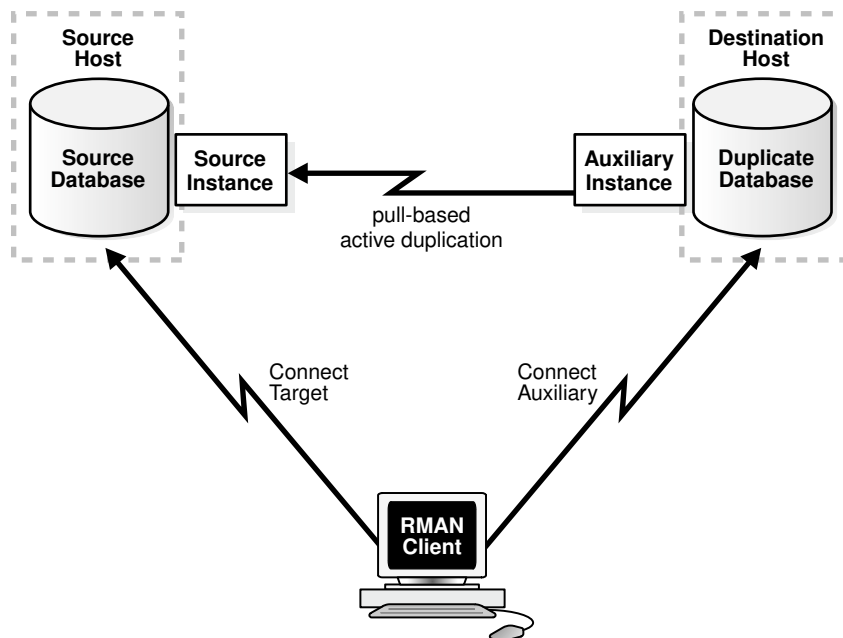 Source
Host
Destination
Host
Source
Database
Source
Instance
Auxiliary
Instance
Duplicate
Database
pull-based
active duplication
Connect
Target
Connect
Auxiliary
RMAN
Client